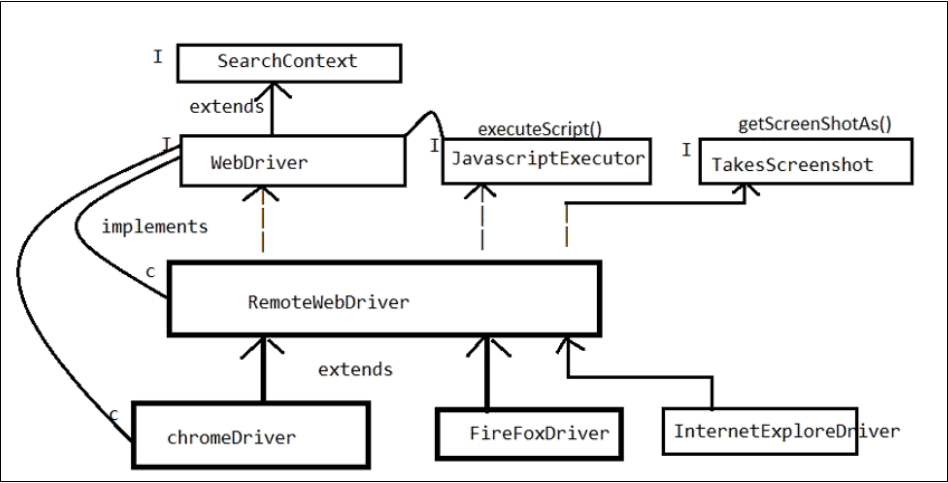 I SearchContext
extends
executeScript()
getScreenShotAs()
I WebDriver
I JavascriptExecutor
I TakesScreenshot
implements
c
RemoteWebDriver
extends
c
chromeDriver
FireFoxDriver
InternetExploreDriver